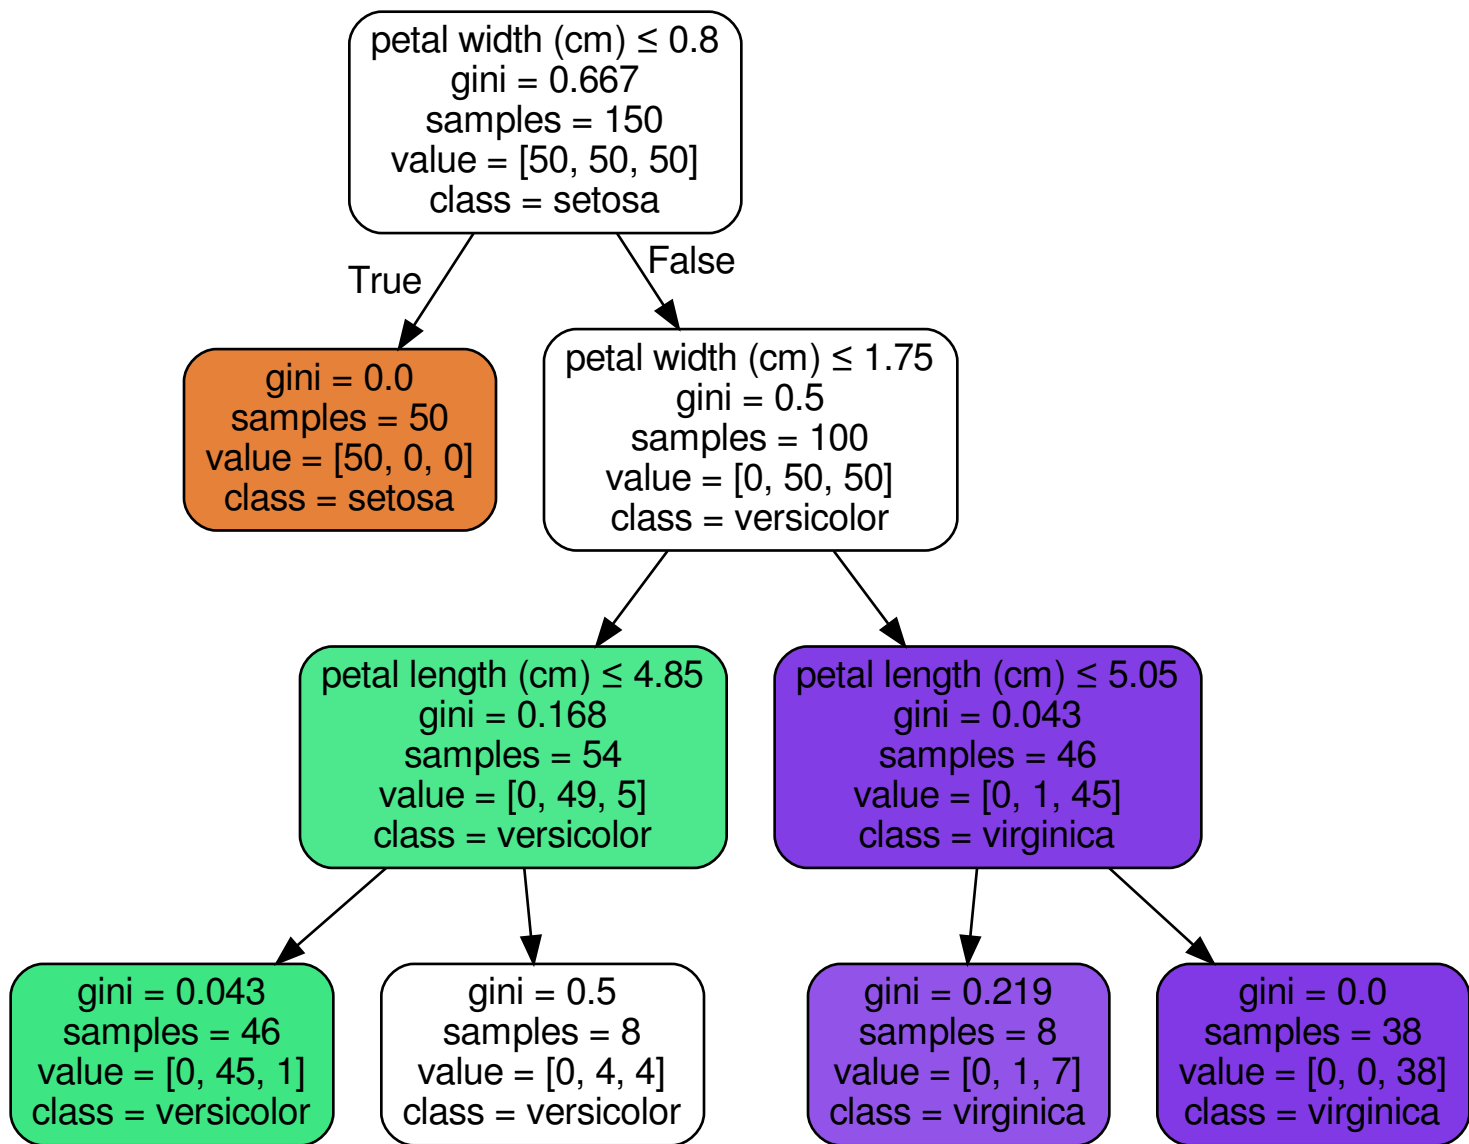 petal width (cm) ≤ 0.8
gini = 0.667
samples = 150
value = [50, 50, 50]
class = setosa
True
False
gini = 0.0
samples = 50
value = [50, 0, 0]
class = setosa
petal width (cm) ≤ 1.75
gini = 0.5
samples = 100
value = [0, 50, 50]
class = versicolor
petal length (cm) ≤ 4.85
gini = 0.168
samples = 54
value = [0, 49, 5]
class = versicolor
petal length (cm) ≤ 5.05
gini = 0.043
samples = 46
value = [0, 1, 45]
class = virginica
gini = 0.043
samples = 46
value = [0, 45, 1]
class = versicolor
gini = 0.5
samples = 8
value = [0, 4, 4]
class = versicolor
gini = 0.219
samples = 8
value = [0, 1, 7]
class = virginica
gini = 0.0
samples = 38
value = [0, 0, 38]
class = virginica